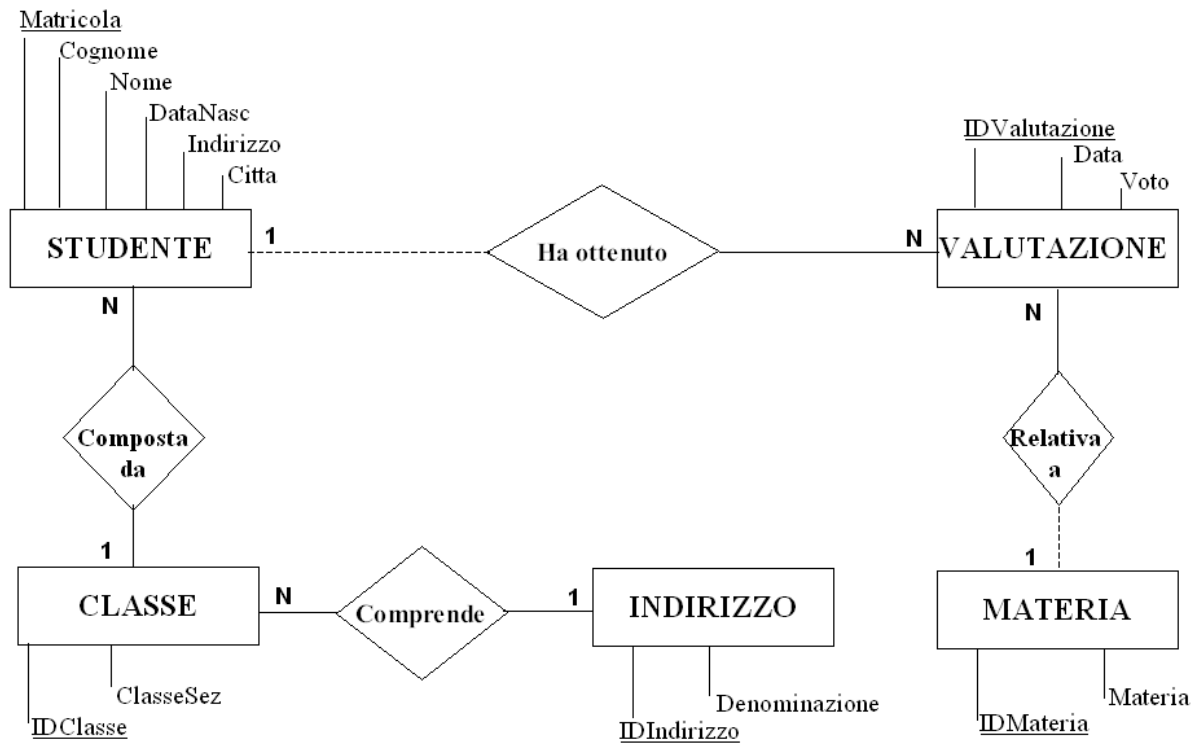 Matricola
Cognome
Nome
DataNasc
Indirizzo
Citta
IDValutazione
Data
Voto
STUDENTE
1
Ha ottenuto
N
VALUTAZIONE
N
N
Composta
da
Relativa
a
1
1
CLASSE
N
Comprende
1
INDIRIZZO
MATERIA
ClasseSez
IDClasse
Denominazione
IDIndirizzo
Materia
IDMateria